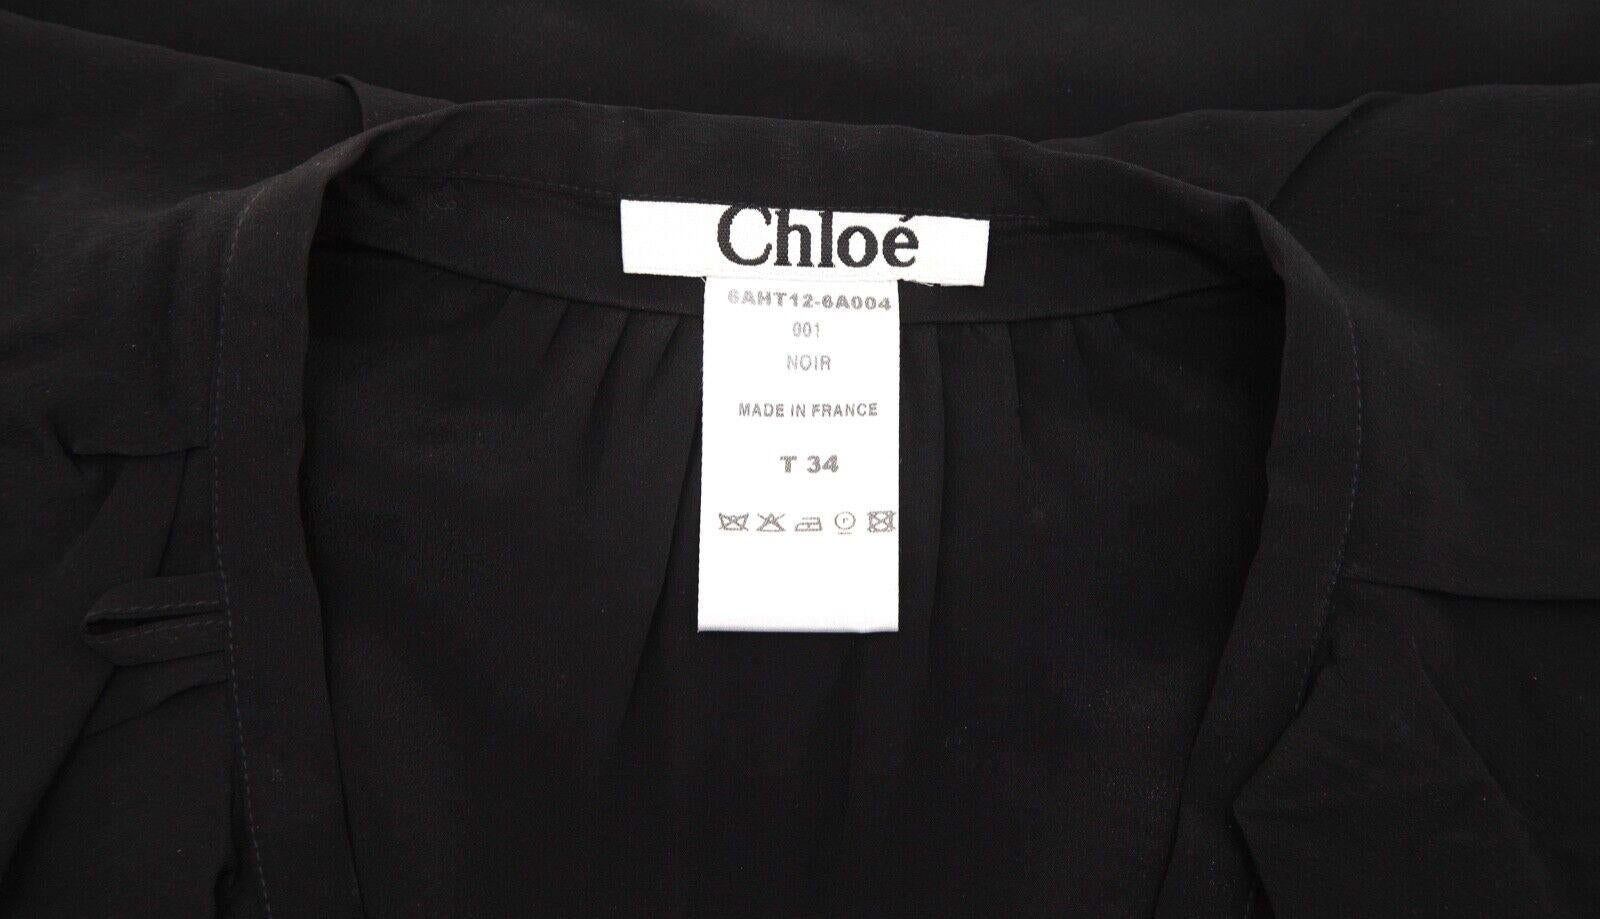 Chloé
6AHT12-6A004
001
NOIR
MADE IN FRANCE
T 34